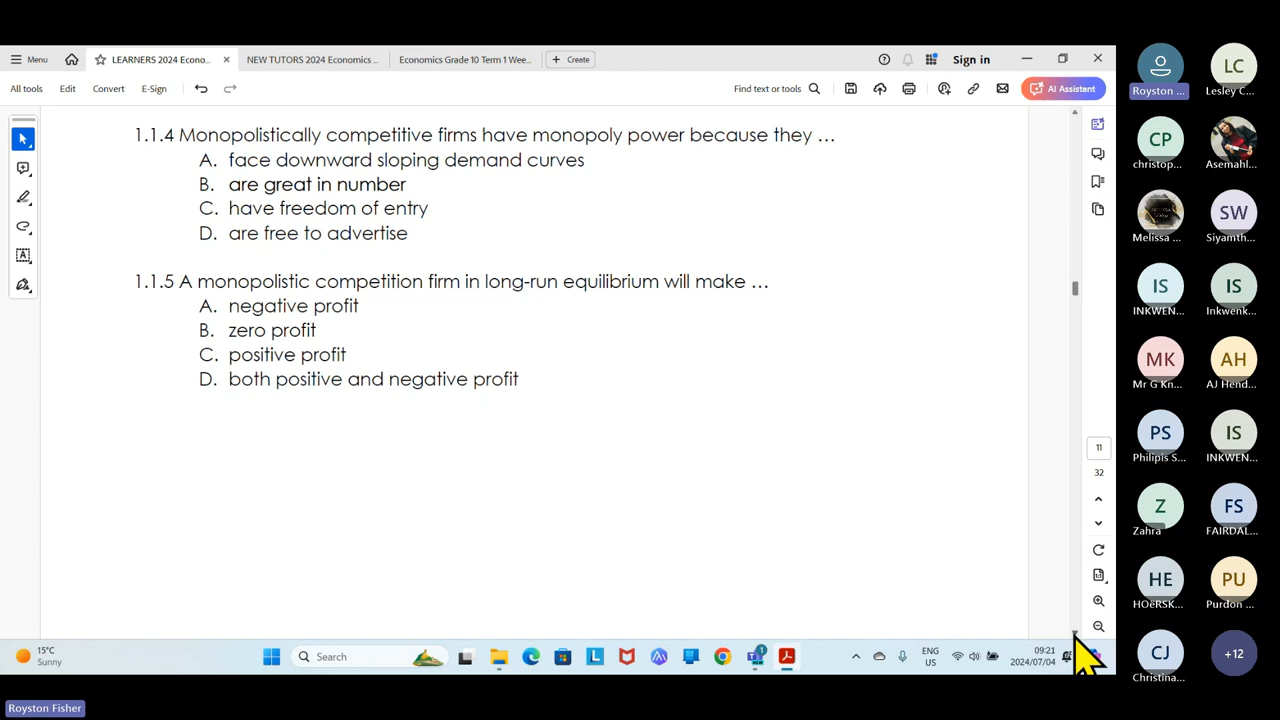 Menu
LEARNERS 2024 Econo...
NEW TUTORS 2024 Economics ...
Economics Grade 10 Term 1 Wee...
+ Create
Sign in
All tools
Edit
Convert
E-Sign
Find text or tools
AI Assistant
1.1.4 Monopolistically competitive firms have monopoly power because they …
A. face downward sloping demand curves
B. are great in number
C. have freedom of entry
D. are free to advertise
1.1.5 A monopolistic competition firm in long-run equilibrium will make …
A. negative profit
B. zero profit
C. positive profit
D. both positive and negative profit
11
32
15°C
Sunny
Search
ENG
US
09:21
2024/07/04
Royston Fisher
Royston ...
LC
Lesley C...
CP
christop...
Asemahl...
Melissa ...
SW
Siyamth...
IS
INKWEN...
IS
Inkwenk...
MK
Mr G Kn...
AH
AJ Hend...
PS
Philipis S...
IS
INKWEN...
Z
Zahra
FS
FAIRDAL...
HE
HOërSK...
PU
Purdon ...
CJ
Christina...
+12